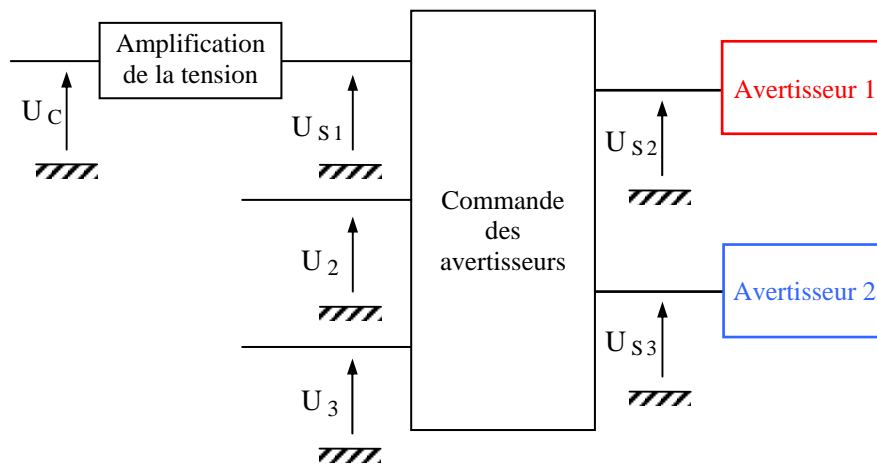 Amplification
de la tension
U C
U S1
U 2
U 3
Commande
des
avertisseurs
U S2
U S3
Avertisseur 1
Avertisseur 2